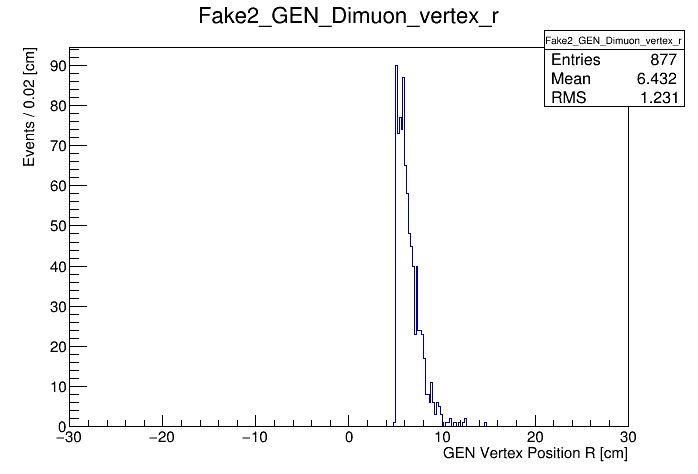 Fake2_GEN_Dimuon_vertex_r
Fake2_GEN_Dimuon_vertex_r
Entries 877
Mean 6.432
RMS 1.231
Events / 0.02 [cm]
90
80
70
60
50
40
30
20
10
0
−30 −20 −10 0 10 20 30
GEN Vertex Position R [cm]